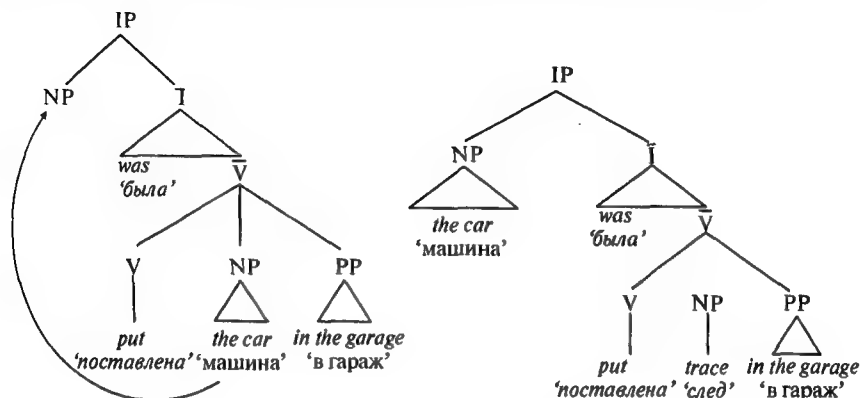 IP
NP Ī
was
'была'
V̄
V NP PP
put the car in the garage
'поставлена' 'машина' 'в гараж'
IP
NP Ī
the car was
'машина' 'была'
V̄
V NP PP
put trace in the garage
'поставлена' 'след' 'в гараж'